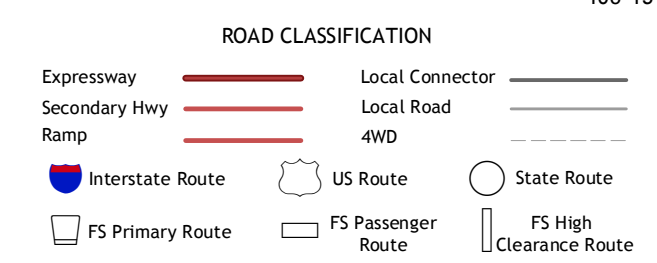 ROAD CLASSIFICATION
Expressway
Local Connector
Secondary Hwy
Local Road
Ramp
4WD
Interstate Route
US Route
State Route
FS Primary Route
FS Passenger
Route
FS High
Clearance Route